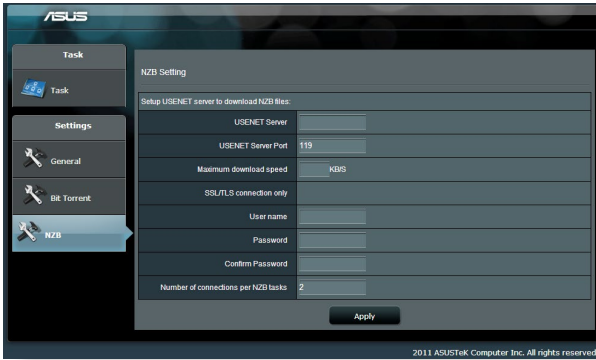 ASUS
Task
Task
Settings
General
Bit Torrent
NZB
NZB Setting
Setup USENET server to download NZB files:
USENET Server
USENET Server Port 119
Maximum download speed KB/S
SSL/TLS connection only
User name
Password
Confirm Password
Number of connections per NZB tasks 2
Apply
2011 ASUSTeK Computer Inc. All rights reserved